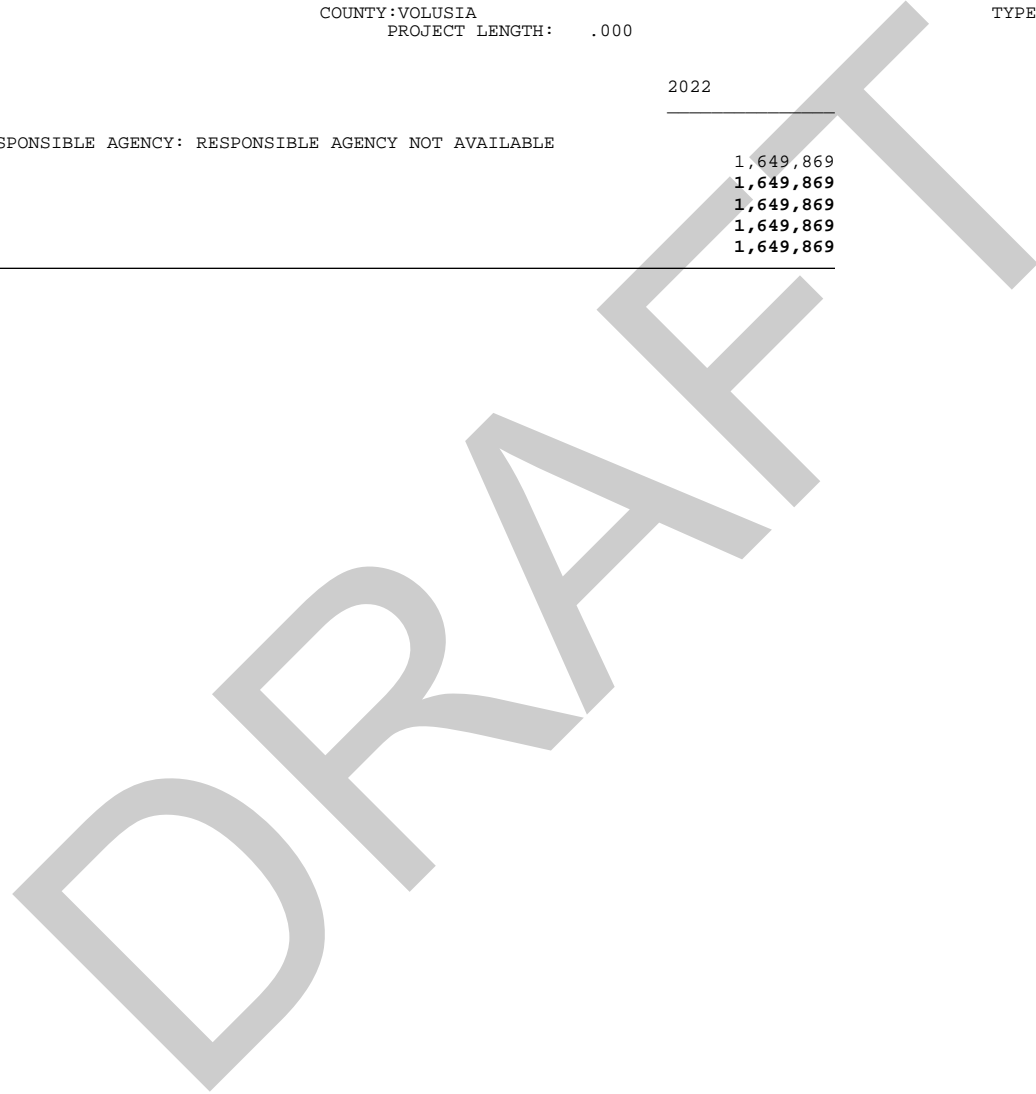 COUNTY:VOLUSIA TYPE
PROJECT LENGTH: .000
2022
SPONSIBLE AGENCY: RESPONSIBLE AGENCY NOT AVAILABLE
1,649,869
1,649,869
1,649,869
1,649,869
1,649,869
DRAFT